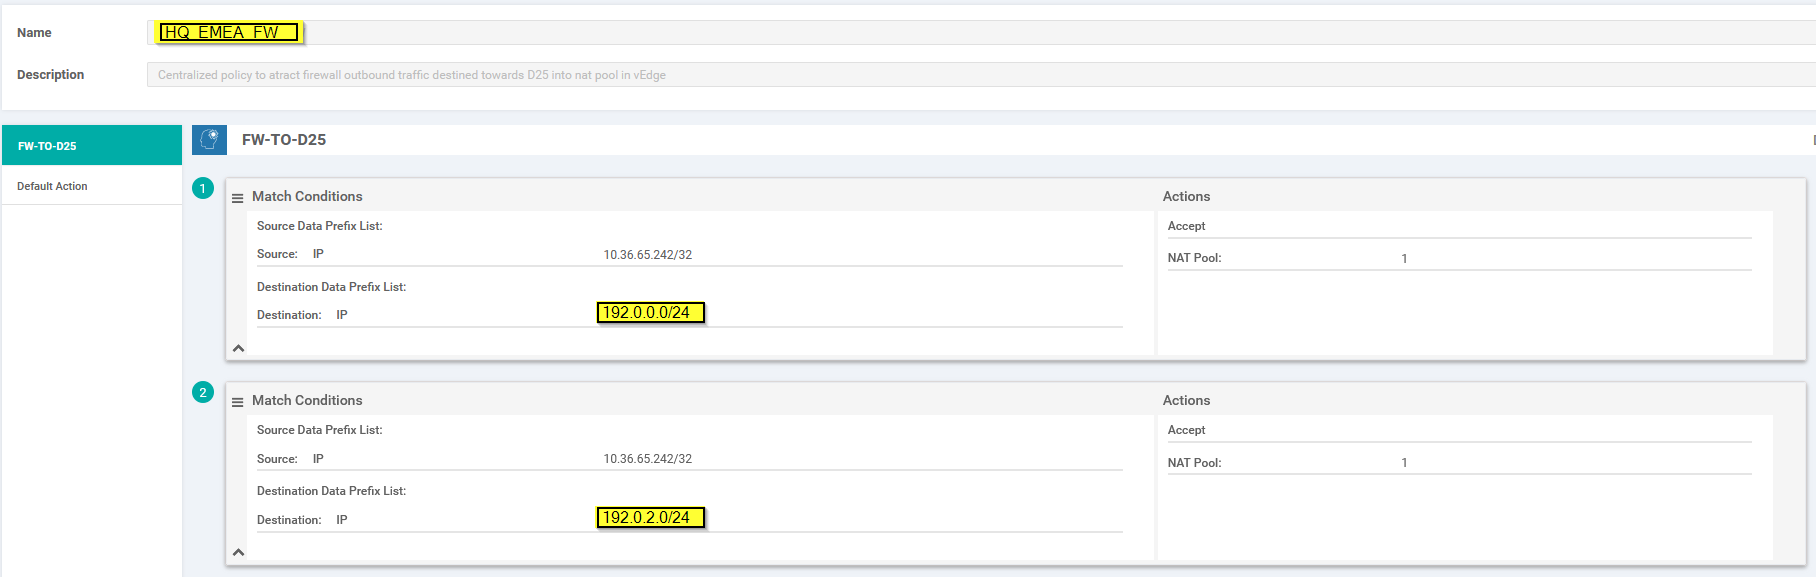 Name
HQ_EMEA_FW
Description
Centralized policy to atract firewall outbound traffic destined towards D25 into nat pool in vEdge
FW-TO-D25
Default Action
FW-TO-D25
1
Match Conditions
Actions
Source Data Prefix List:
Accept
Source: IP 10.36.65.242/32
NAT Pool: 1
Destination Data Prefix List:
Destination: IP 192.0.0.0/24
2
Match Conditions
Actions
Source Data Prefix List:
Accept
Source: IP 10.36.65.242/32
NAT Pool: 1
Destination Data Prefix List:
Destination: IP 192.0.2.0/24